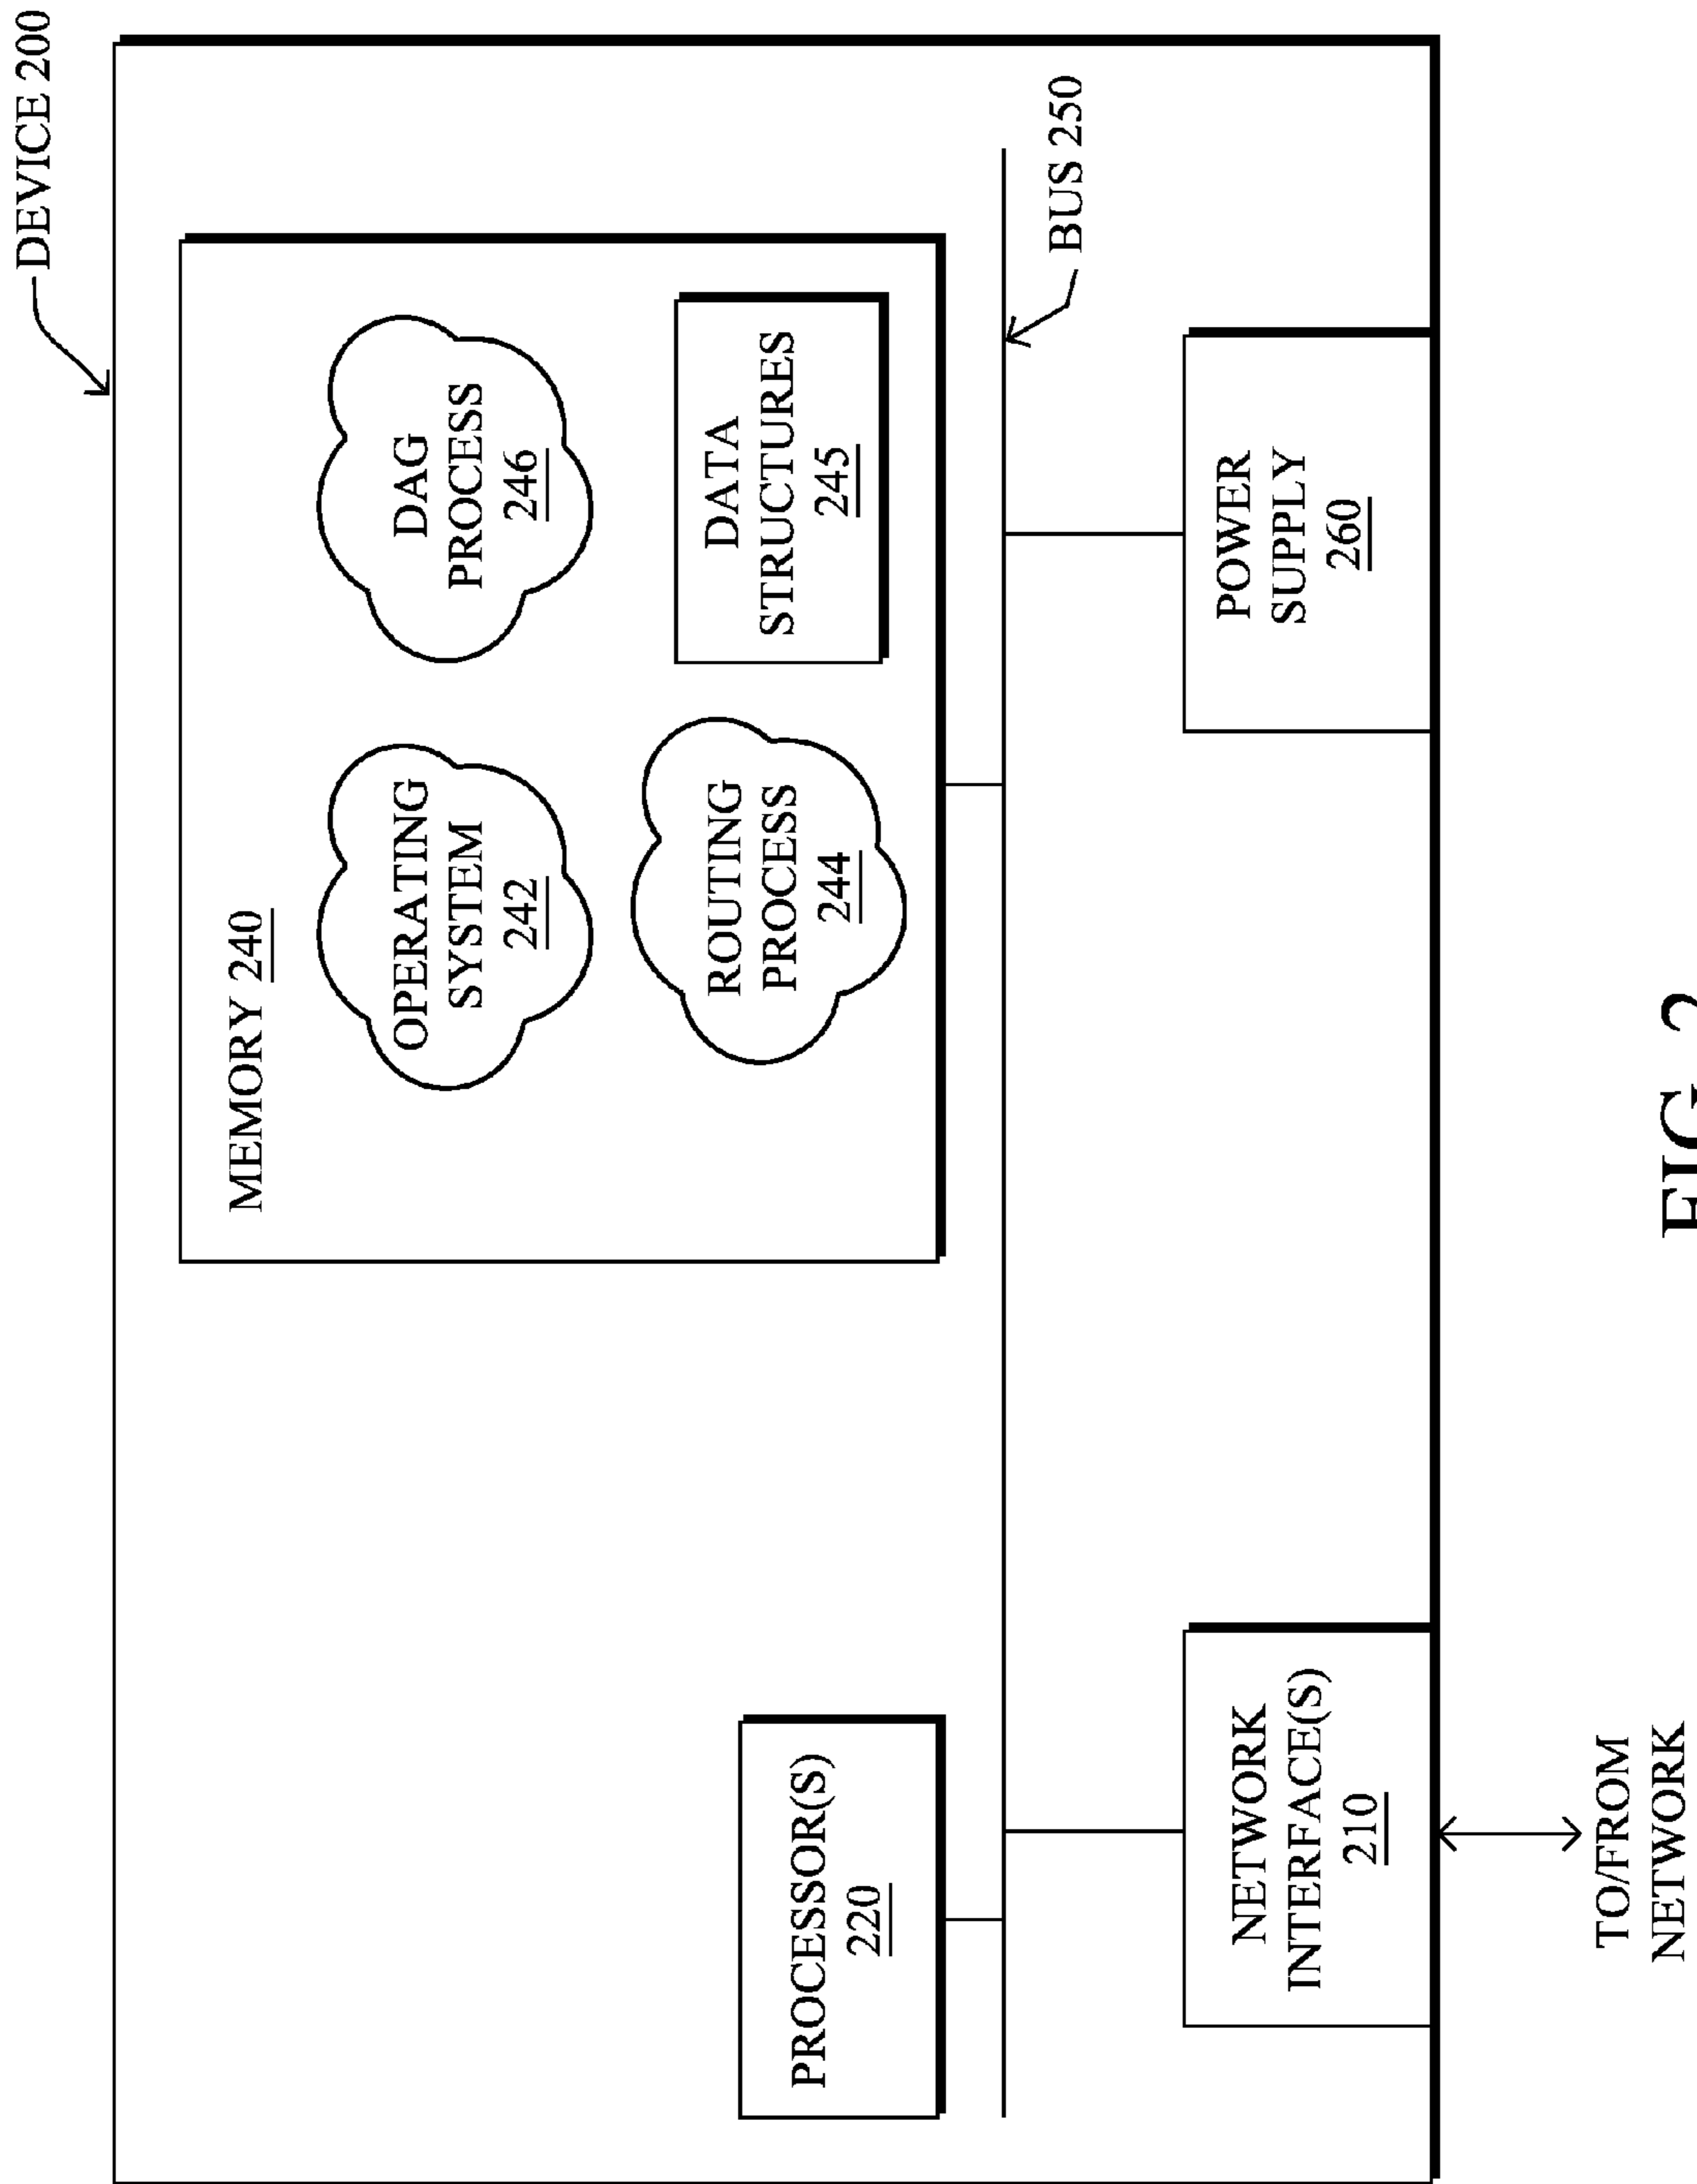 DEVICE 200
MEMORY 240
OPERATING
SYSTEM
242
DAG
PROCESS
246
ROUTING
PROCESS
244
DATA
STRUCTURES
245
PROCESSOR(S)
220
BUS 250
NETWORK
INTERFACE(S)
210
POWER
SUPPLY
260
TO/FROM
NETWORK
FIG. 2